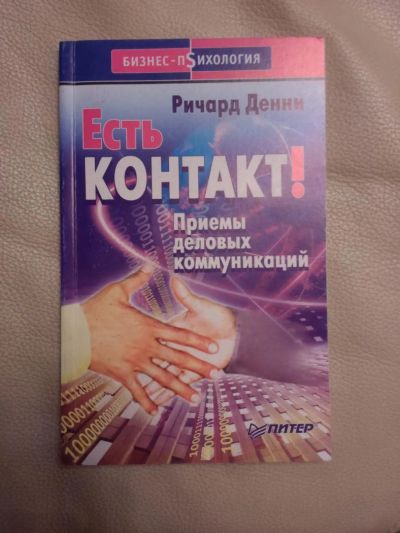 БИЗНЕС-ПSИХОЛОГИЯ
Ричард Денни
ЕСТЬ
КОНТАКТ!
Приемы
деловых
коммуникаций
ПИТЕР